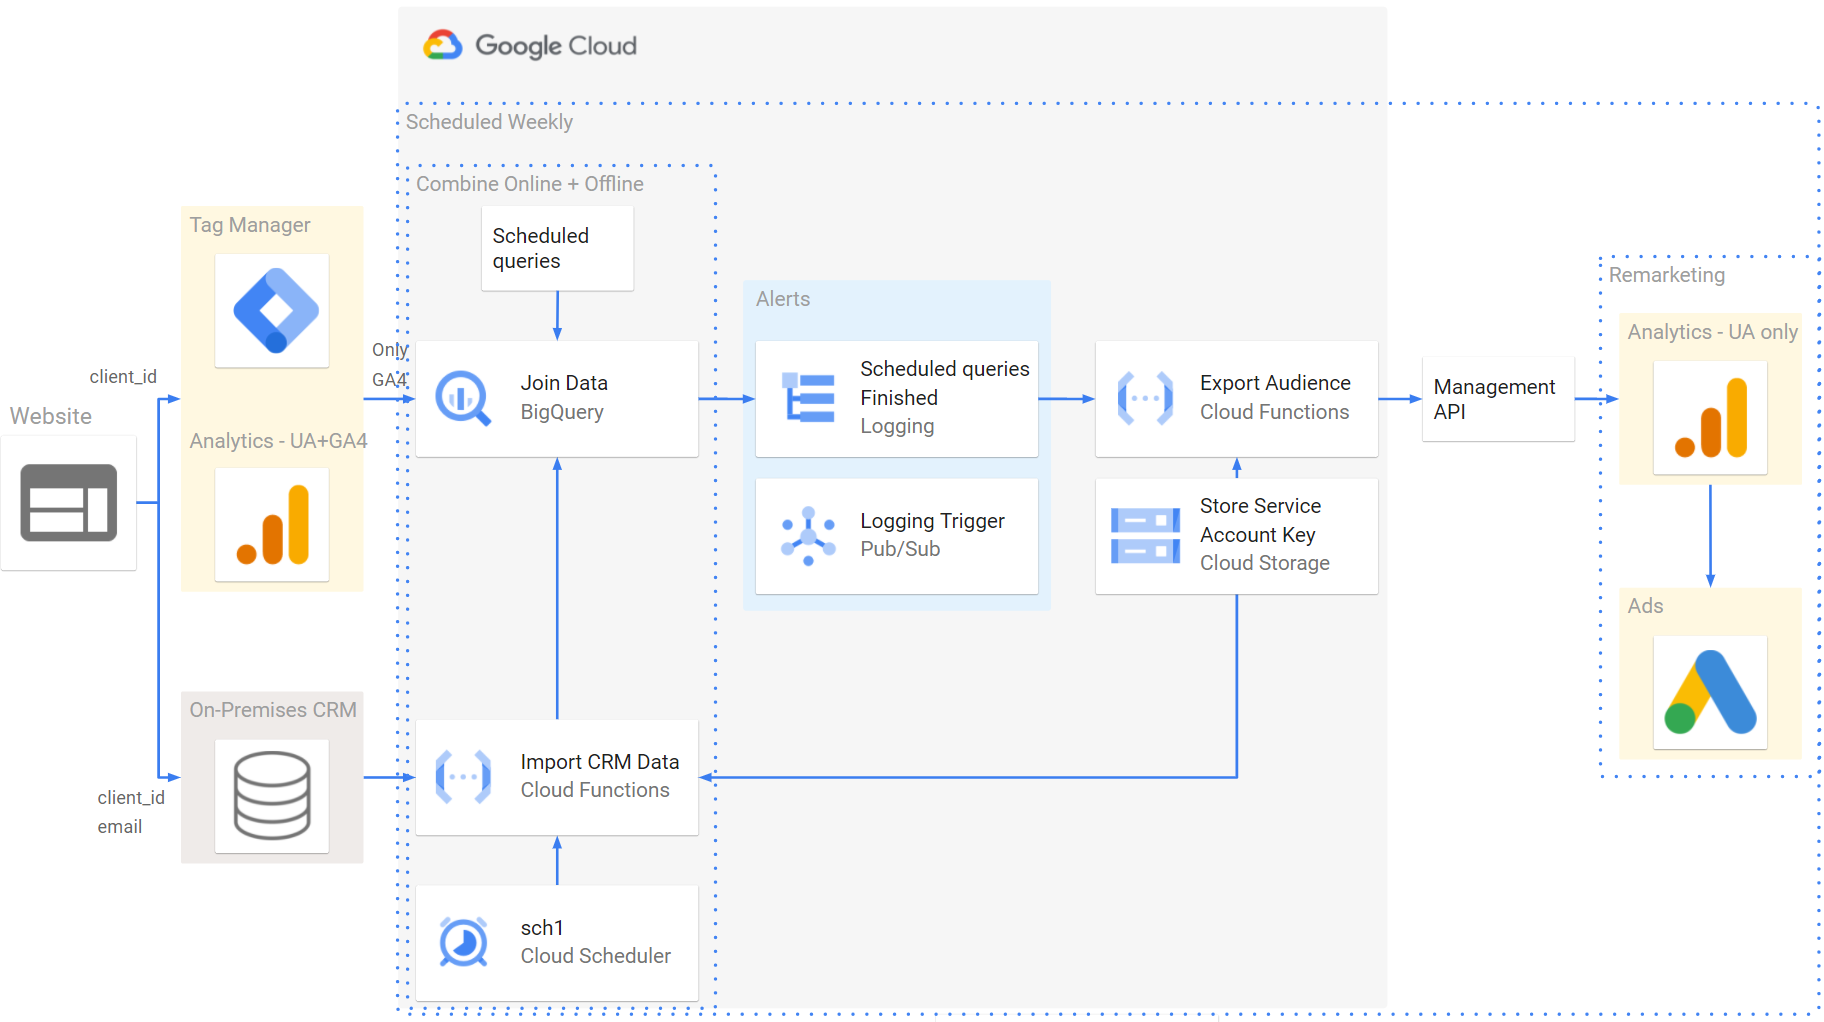 Google Cloud
Scheduled Weekly
Combine Online + Offline
Scheduled
queries
Tag Manager
client_id
Only
GA4
Website
Analytics - UA+GA4
Join Data
BigQuery
Alerts
Scheduled queries
Finished
Logging
Logging Trigger
Pub/Sub
Export Audience
Cloud Functions
Store Service
Account Key
Cloud Storage
Management
API
Remarketing
Analytics - UA only
Ads
On-Premises CRM
client_id
email
Import CRM Data
Cloud Functions
sch1
Cloud Scheduler